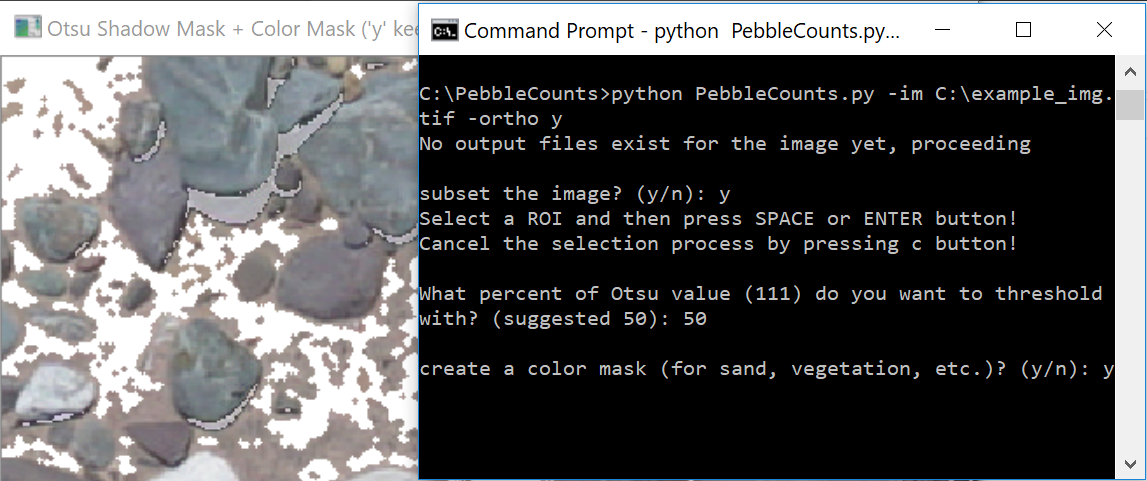 Otsu Shadow Mask + Color Mask ('y' kee
Command Prompt - python  PebbleCounts.py...
C:\PebbleCounts>python PebbleCounts.py -im C:\example_img.
tif -ortho y
No output files exist for the image yet, proceeding
subset the image? (y/n): y
Select a ROI and then press SPACE or ENTER button!
Cancel the selection process by pressing c button!
What percent of Otsu value (111) do you want to threshold
with? (suggested 50): 50
create a color mask (for sand, vegetation, etc.)? (y/n): y